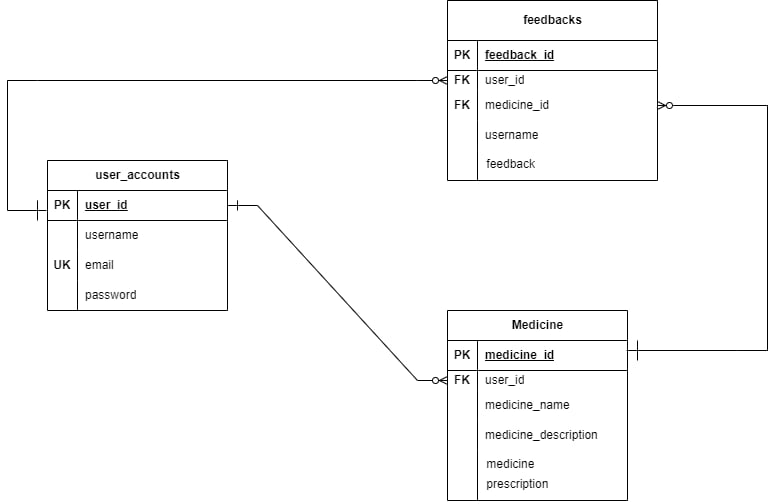 feedbacks
PK feedback_id
FK user_id
FK medicine_id
username
feedback
user_accounts
PK user_id
username
UK email
password
Medicine
PK medicine_id
FK user_id
medicine_name
medicine_description
medicine
prescription